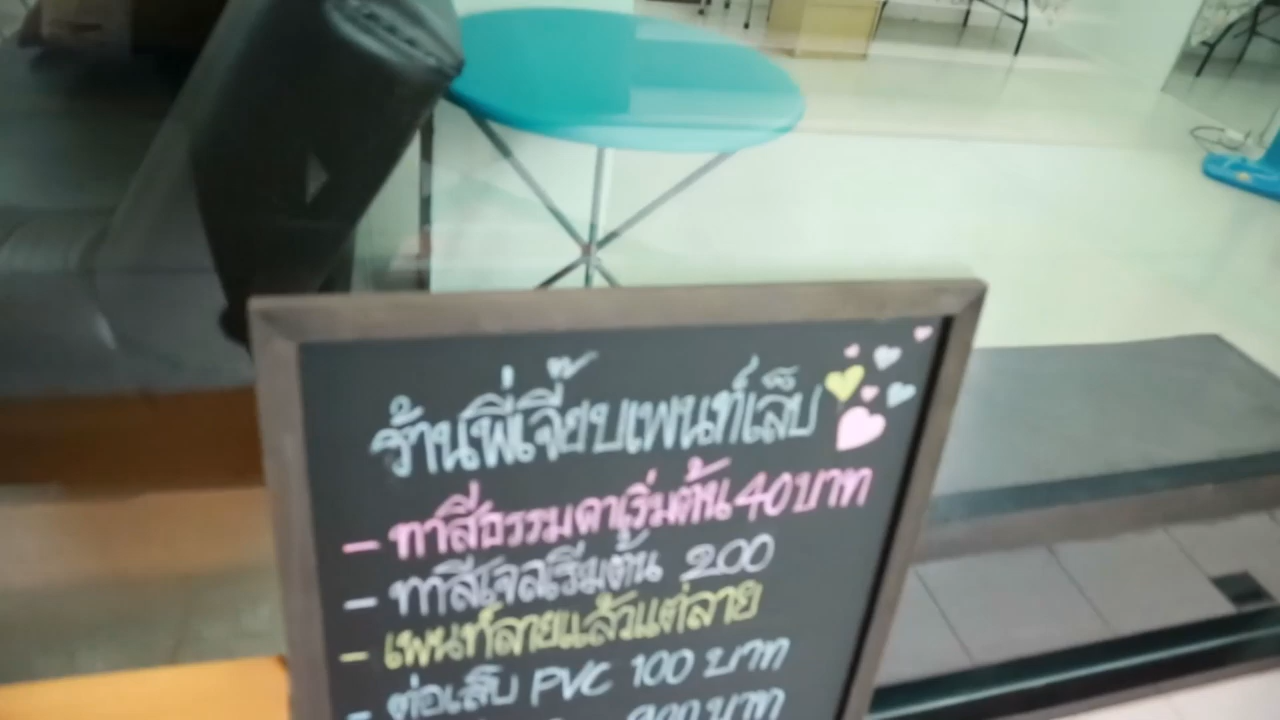 ร้านพี่เจี๊ยบเพนท์เล็บ
- ทาสีธรรมดาเริ่มต้น 40 บาท
- ทาสีเจลเริ่มต้น 200
- เพนท์ลายแล้วแต่ลาย
- ต่อเล็บ PVC 100 บาท
บาท